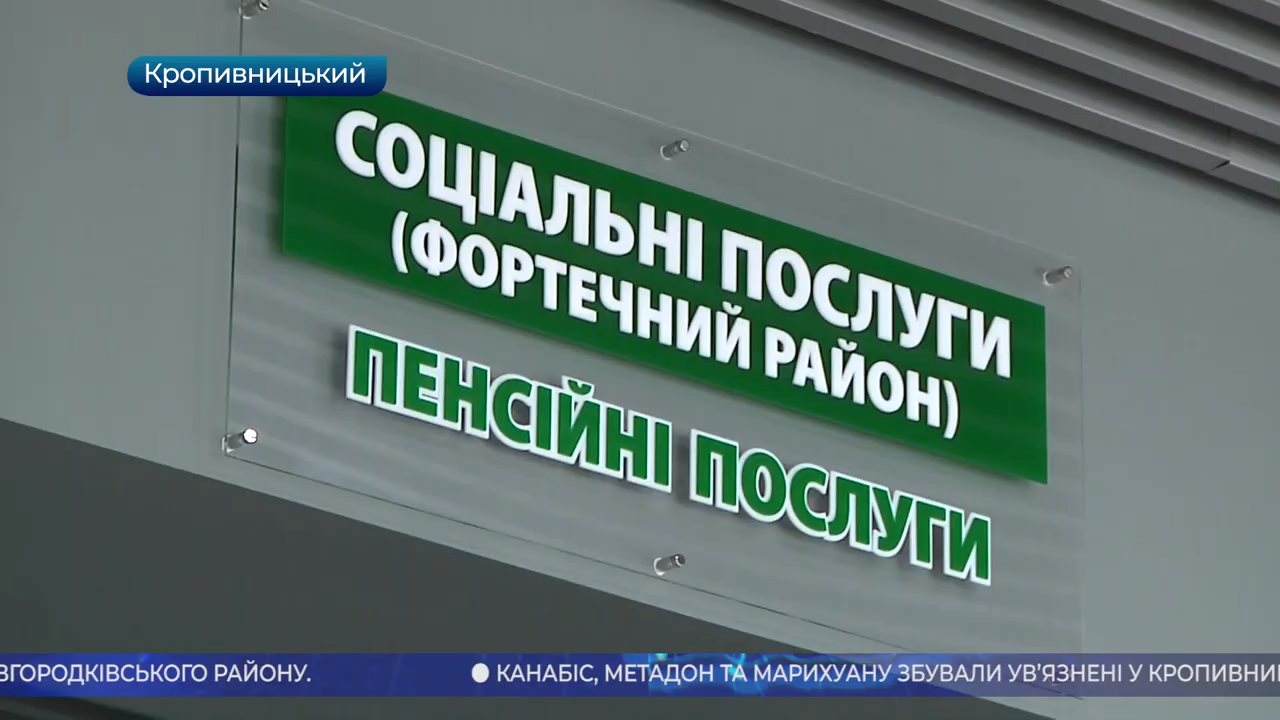 Кропивницький
СОЦІАЛЬНІ ПОСЛУГИ
(ФОРТЕЧНИЙ РАЙОН)
ПЕНСІЙНІ ПОСЛУГИ
ВГОРОДКІВСЬКОГО РАЙОНУ. ● КАНАБІС, МЕТАДОН ТА МАРИХУАНУ ЗБУВАЛИ УВ’ЯЗНЕНІ У КРОПИВНИ